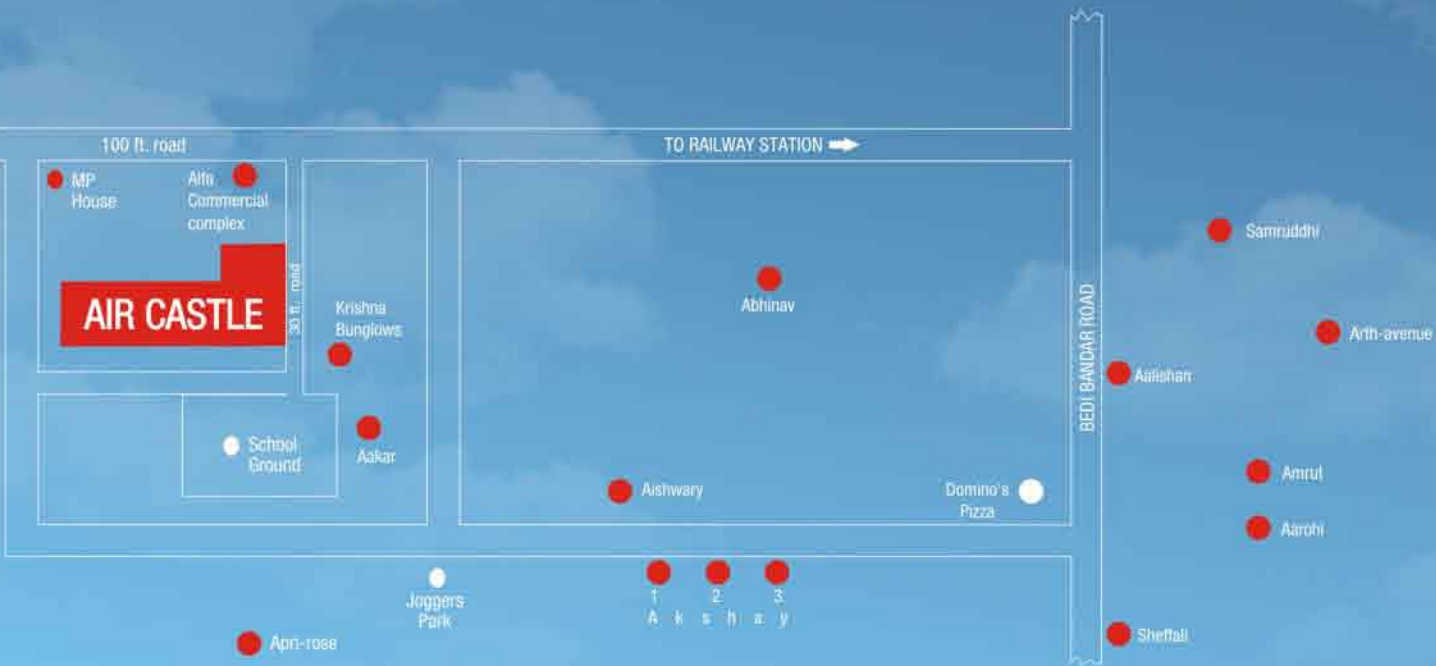 100 ft. road
TO RAILWAY STATION
MP
House
Alfa
Commercial
complex
AIR CASTLE
30 ft. road
Krishna
Bunglows
Aakar
School
Ground
Abhinav
Aishwary
Domino's
Pizza
BEDI BANDAR ROAD
Samruddhi
Arth-avenue
Aalishan
Amrut
Aarohi
Sheffali
Joggers
Park
1 2 3
A k s h a y
Apri-rose